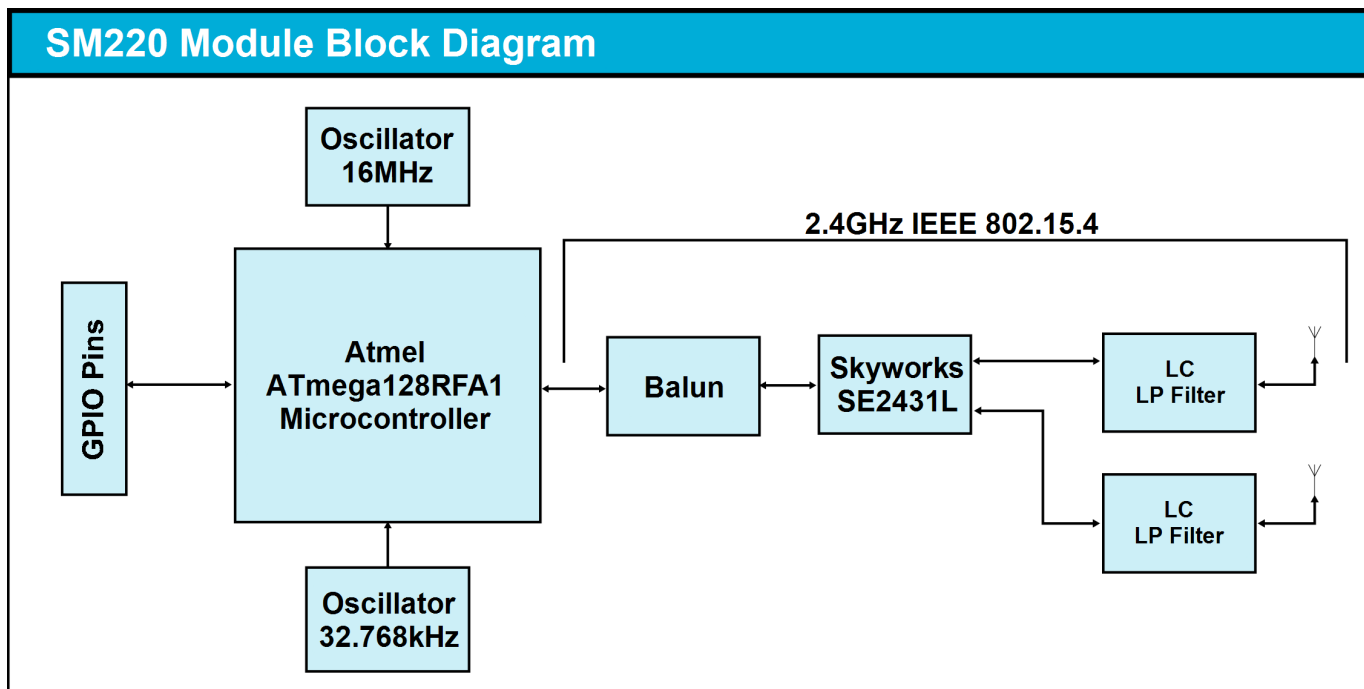 SM220 Module Block Diagram
Oscillator
16MHz
2.4GHz IEEE 802.15.4
GPIO Pins
Atmel
ATmega128RFA1
Microcontroller
Balun
Skyworks
SE2431L
LC
LP Filter
LC
LP Filter
Oscillator
32.768kHz